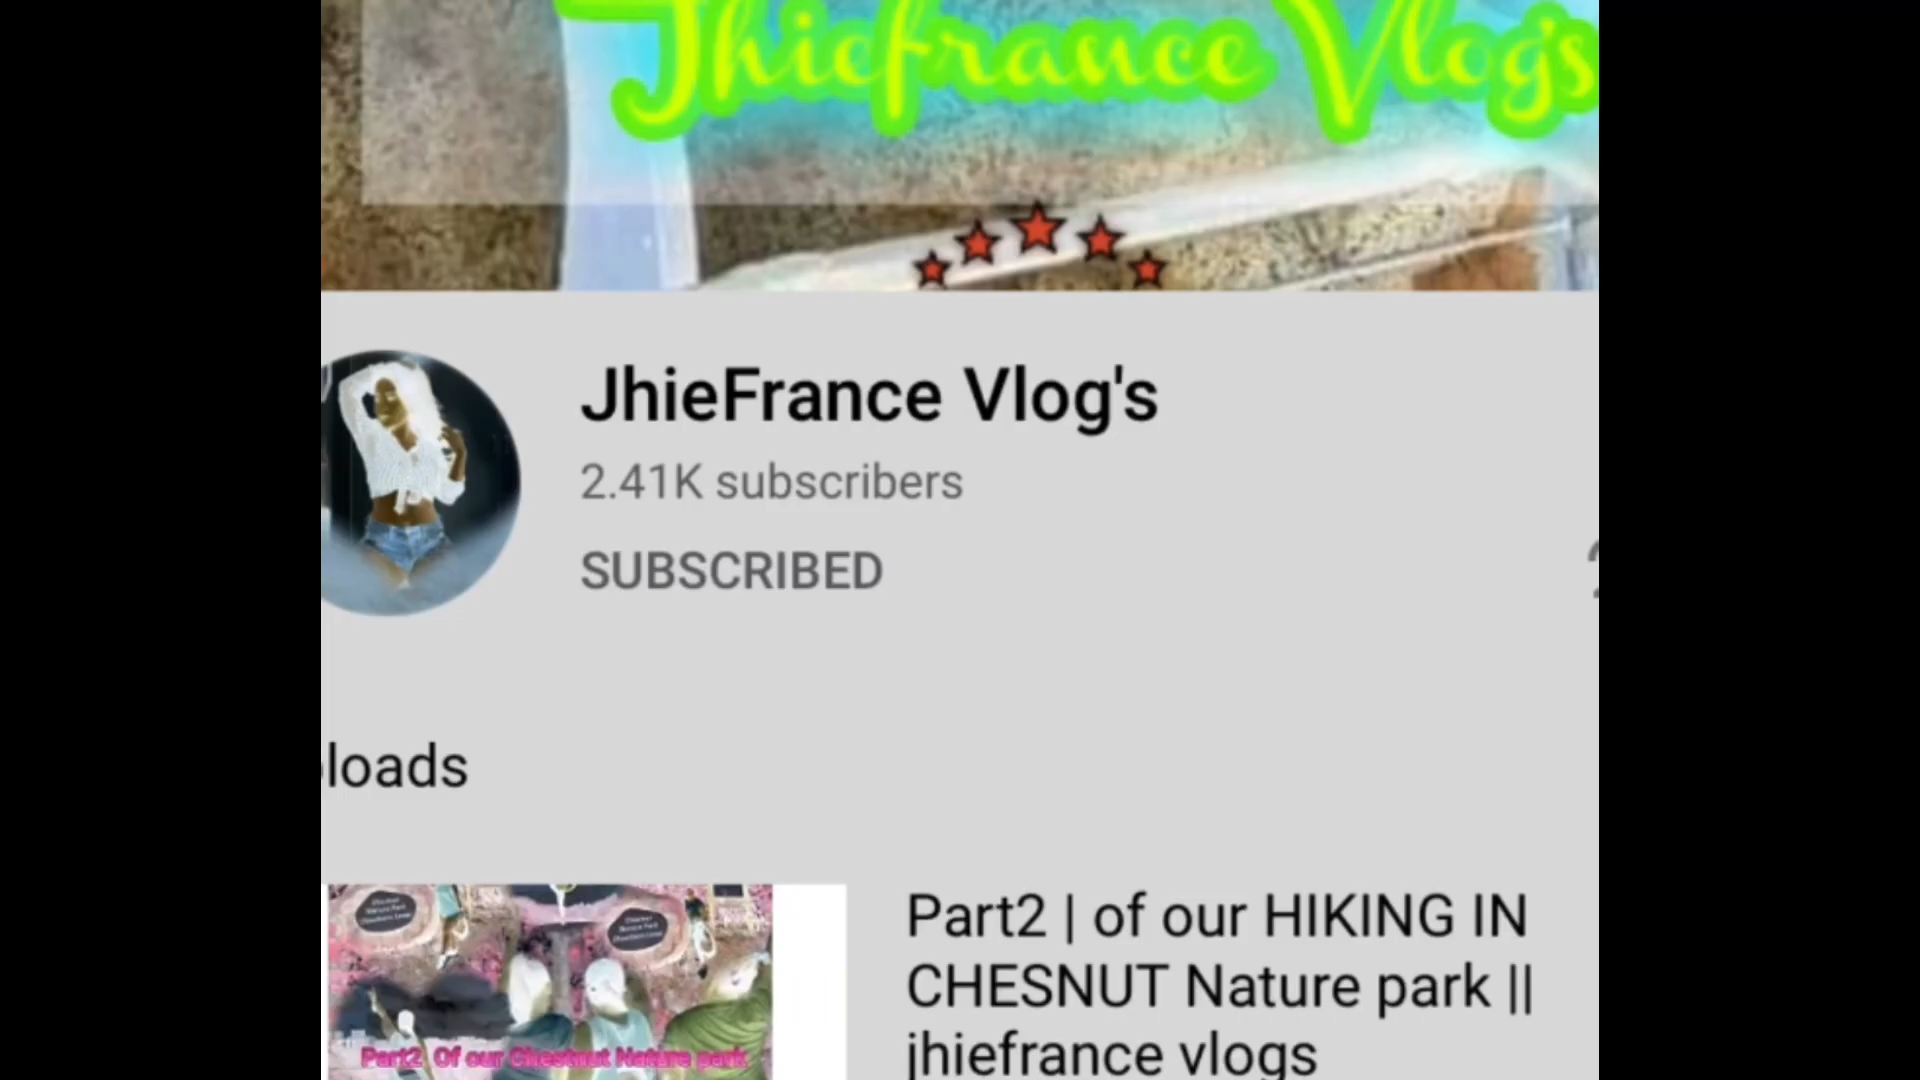 Jhiefrance Vlog's
JhieFrance Vlog's
2.41K subscribers
SUBSCRIBED
loads
Part2 | of our HIKING IN
CHESNUT Nature park ||
jhiefrance vlogs
Part2 Of our Chestnut Nature park